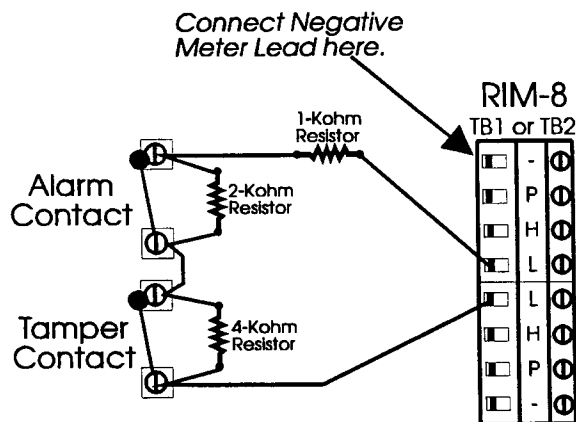 Connect Negative
Meter Lead here.
RIM-8
TB1 or TB2
1-Kohm
Resistor
Alarm
Contact
2-Kohm
Resistor
Tamper
Contact
4-Kohm
Resistor
-
P
H
L
L
H
P
-